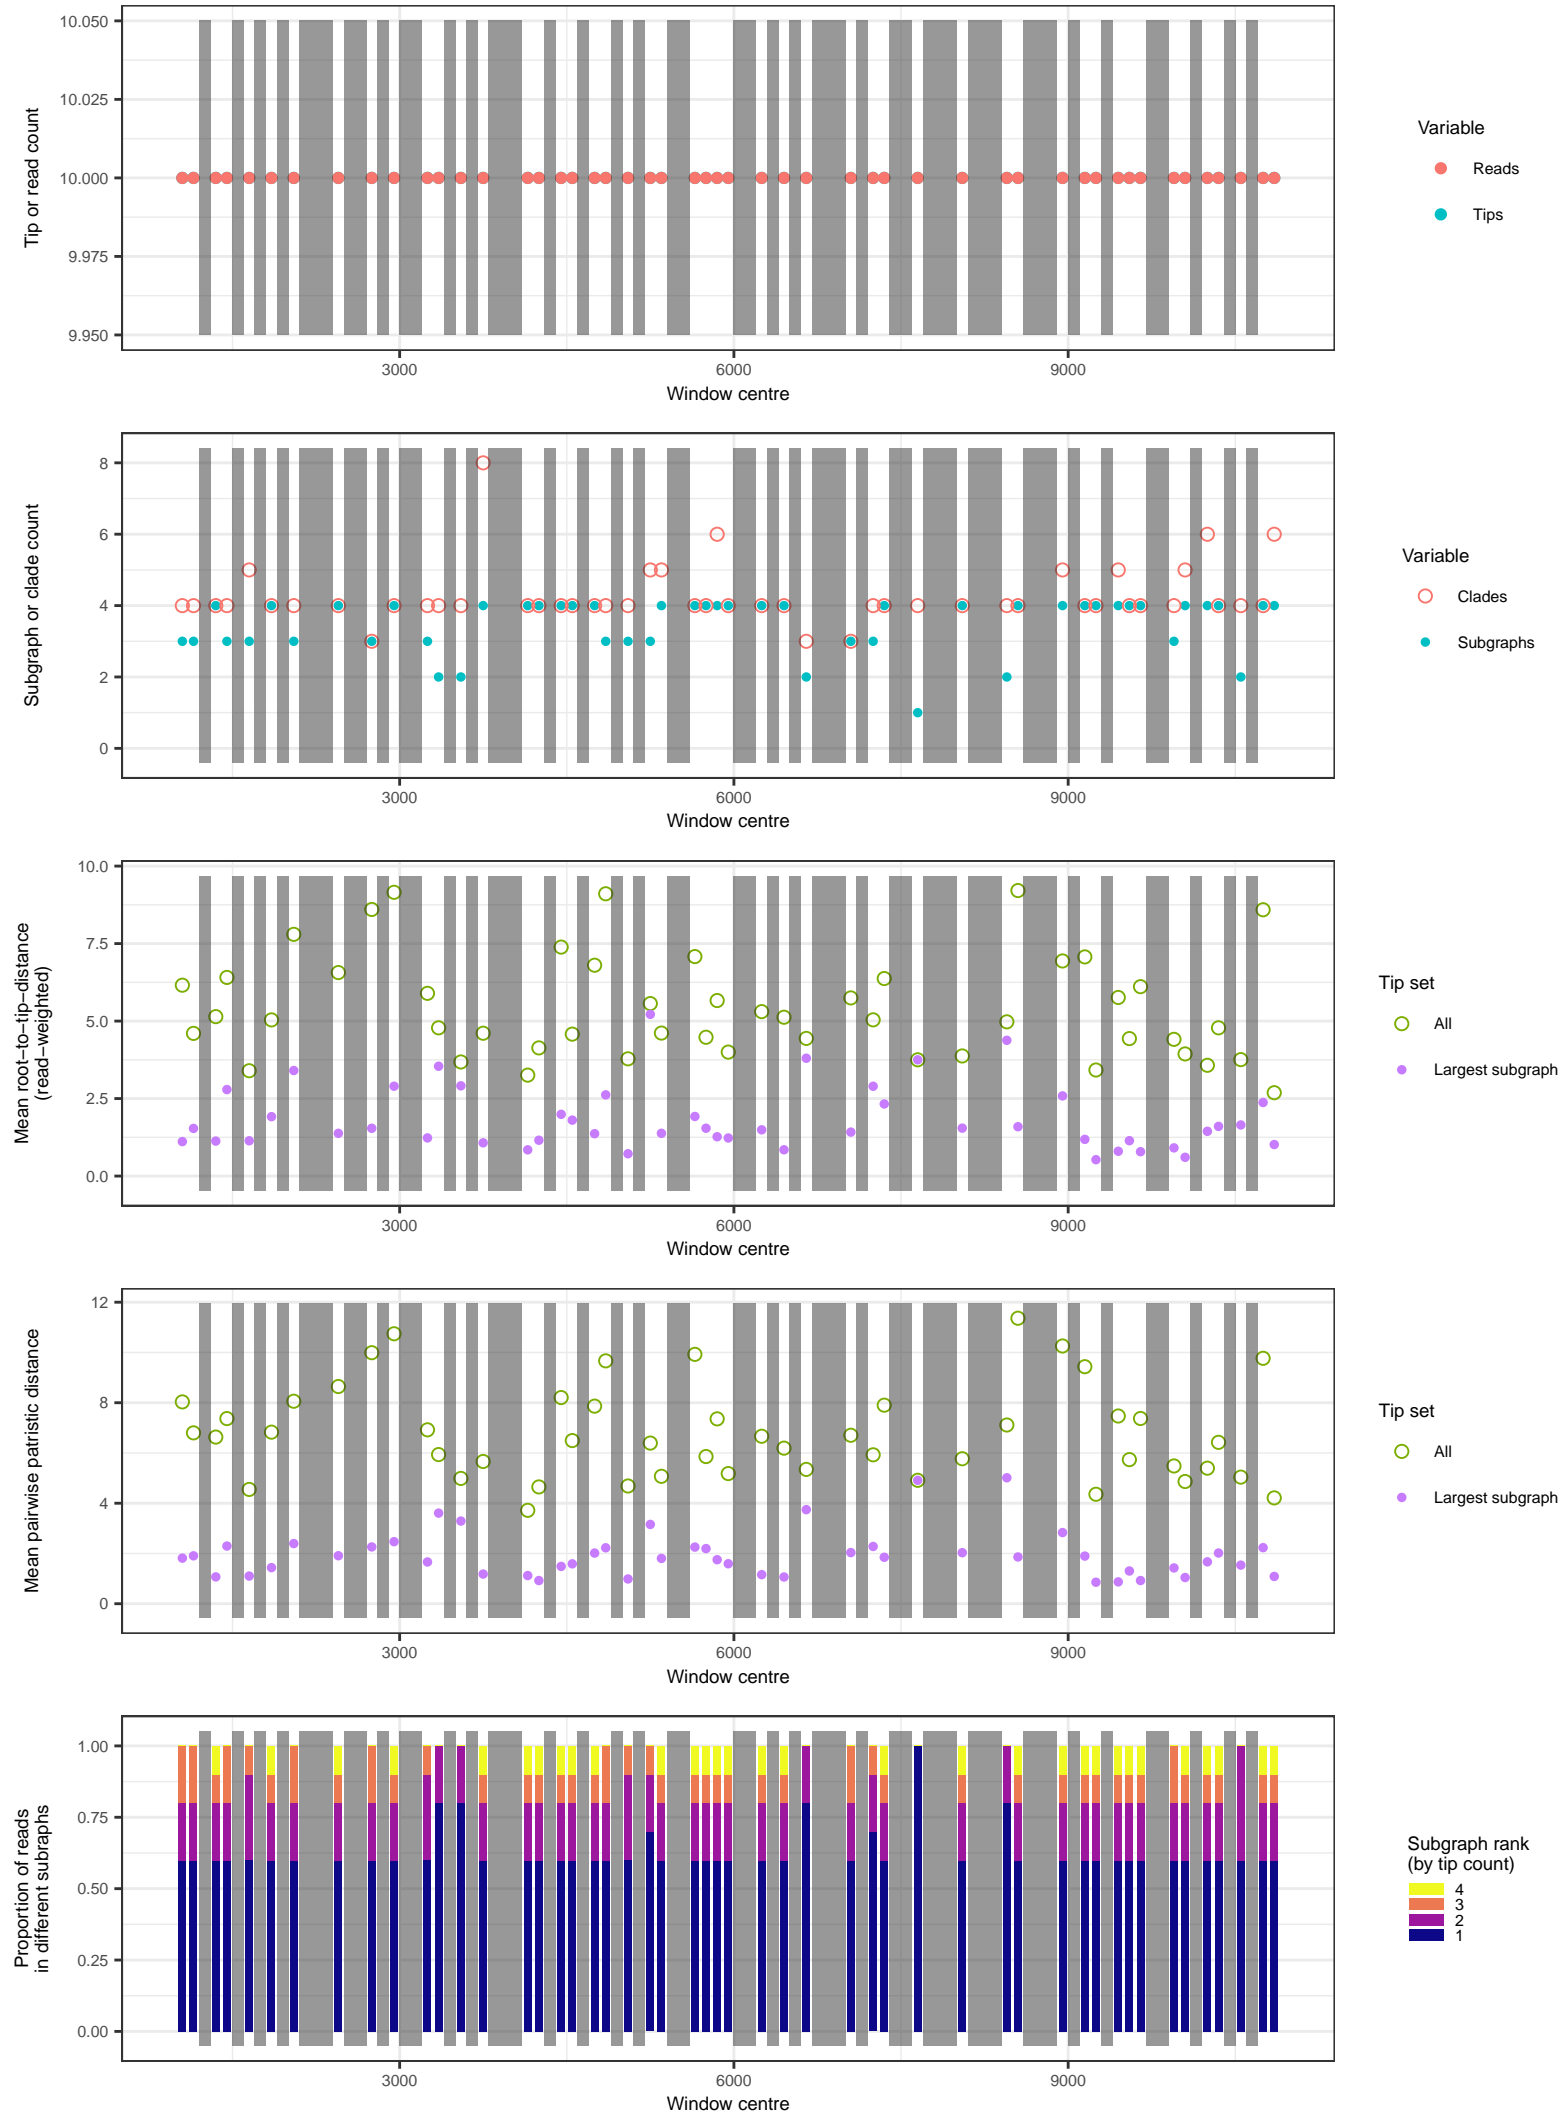 10.050
10.025
10.000
9.975
9.950
Tip or read count
3000
6000
9000
Window centre
Variable
Reads
Tips
8
6
4
2
0
Subgraph or clade count
3000
6000
9000
Window centre
Variable
Clades
Subgraphs
10.0
7.5
5.0
2.5
0.0
Mean root−to−tip−distance
(read−weighted)
3000
6000
9000
Window centre
Tip set
All
Largest subgraph
12
8
4
0
Mean pairwise patristic distance
3000
6000
9000
Window centre
Tip set
All
Largest subgraph
1.00
0.75
0.50
0.25
0.00
Proportion of reads
in different subraphs
3000
6000
9000
Window centre
Subgraph rank
(by tip count)
4
3
2
1